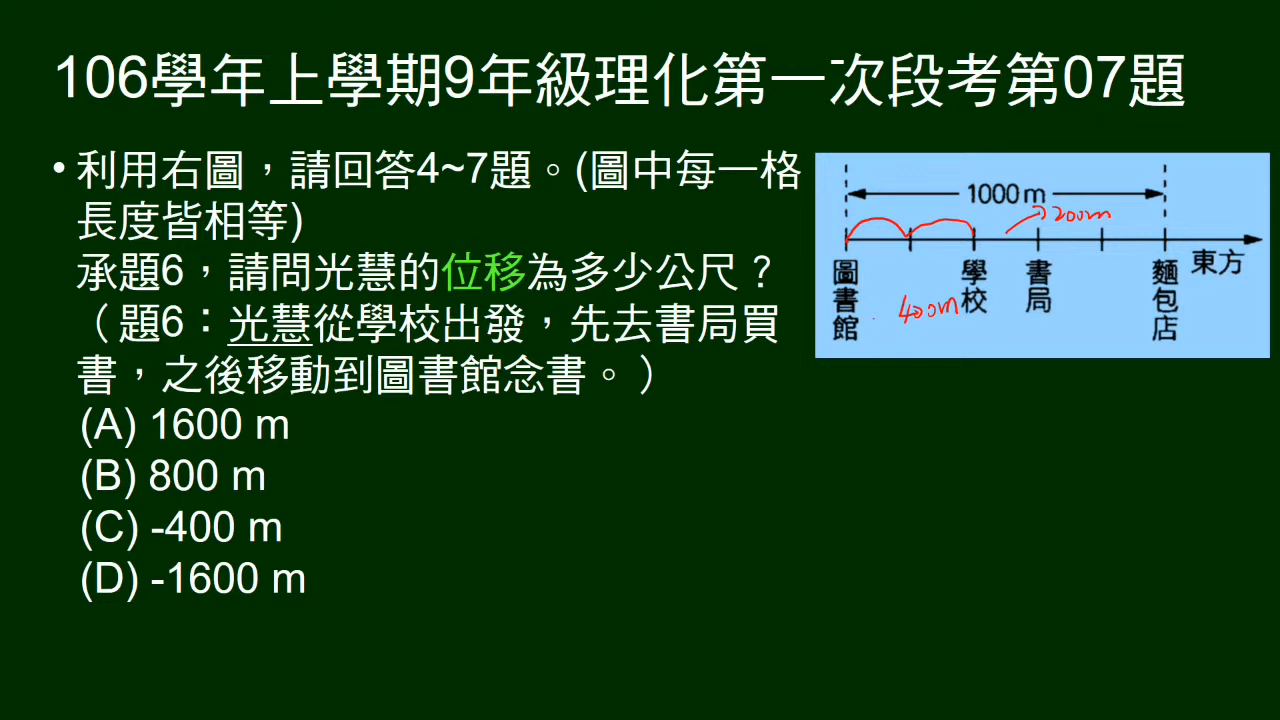 106學年上學期9年級理化第一次段考第07題
• 利用右圖，請回答4~7題。(圖中每一格
長度皆相等)
承題6，請問光慧的位移為多少公尺？
（題6：光慧從學校出發，先去書局買
書，之後移動到圖書館念書。）
(A) 1600 m
(B) 800 m
(C) -400 m
(D) -1600 m
1000 m
200m
東方
圖書館
學校
書局
麵包店
400m